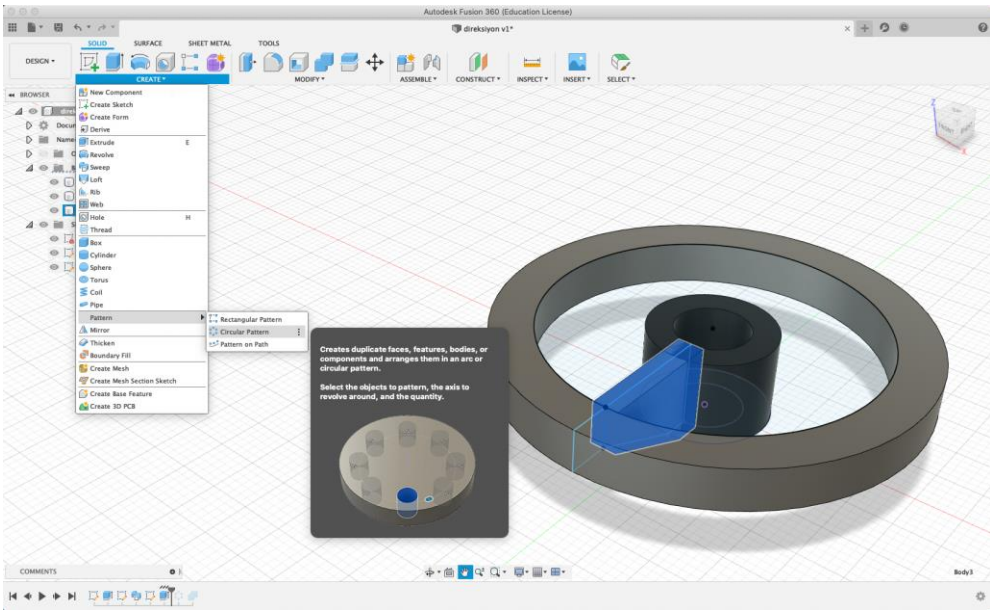 Autodesk Fusion 360 (Education License)
direksiyon v1*
SOLID SURFACE SHEET METAL TOOLS
DESIGN
CREATE MODIFY ASSEMBLE CONSTRUCT INSPECT INSERT SELECT
BROWSER
New Component
Create Sketch
Create Form
Docum
Derive
Name
Extrude E
Revolve
Sweep
Loft
Rib
Web
Hole H
Thread
Box
Cylinder
Sphere
Torus
Coil
Pipe
Pattern
Rectangular Pattern
Mirror
Circular Pattern
Thicken
Pattern on Path
Boundary Fill
Create Mesh
Create Mesh Section Sketch
Create Base Feature
Create 3D PCB
Creates duplicate faces, features, bodies, or
components and arranges them in an arc or
circular pattern.
Select the objects to pattern, the axis to
revolve around, and the quantity.
Z
X
FRONT
COMMENTS
Body3